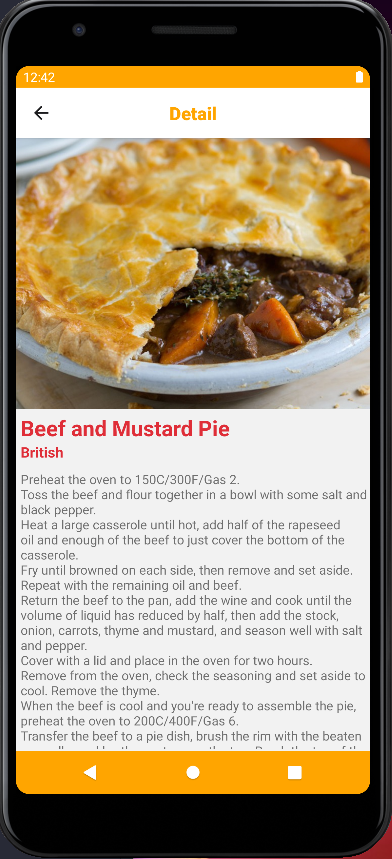 12:42
Detail
Beef and Mustard Pie
British
Preheat the oven to 150C/300F/Gas 2.
Toss the beef and flour together in a bowl with some salt and
black pepper.
Heat a large casserole until hot, add half of the rapeseed
oil and enough of the beef to just cover the bottom of the
casserole.
Fry until browned on each side, then remove and set aside.
Repeat with the remaining oil and beef.
Return the beef to the pan, add the wine and cook until the
volume of liquid has reduced by half, then add the stock,
onion, carrots, thyme and mustard, and season well with salt
and pepper.
Cover with a lid and place in the oven for two hours.
Remove from the oven, check the seasoning and set aside to
cool. Remove the thyme.
When the beef is cool and you're ready to assemble the pie,
preheat the oven to 200C/400F/Gas 6.
Transfer the beef to a pie dish, brush the rim with the beaten